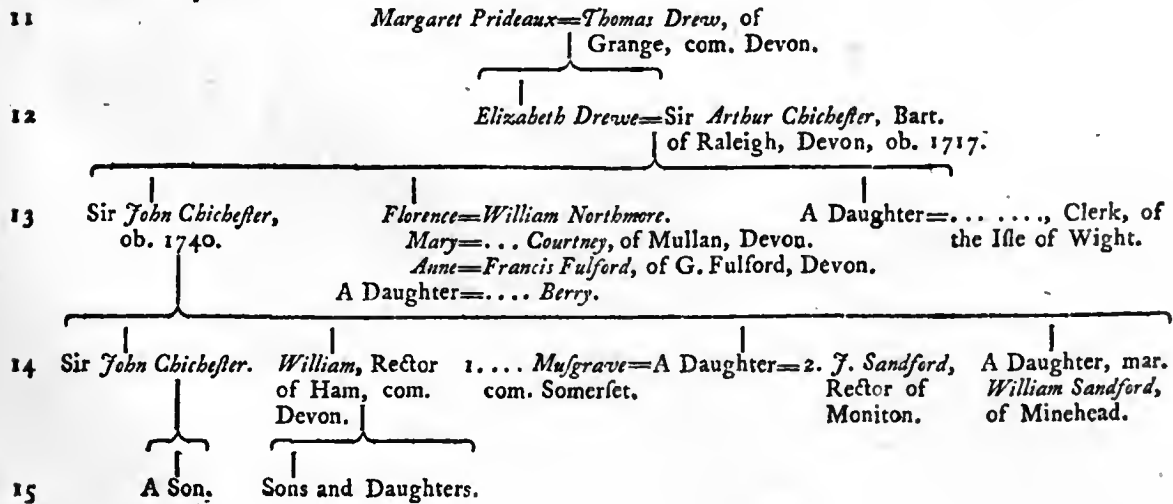 11 Margaret Prideaux=Thomas Drew, of
Grange, com. Devon.
12 Elizabeth Drewe=Sir Arthur Chicheſter, Bart.
of Raleigh, Devon, ob. 1717.
13 Sir John Chicheſter, Florence=William Northmore. A Daughter=.... ...., Clerk, of
ob. 1740. Mary=... Courtney, of Mullan, Devon. the Iſle of Wight.
Anne=Francis Fulford, of G. Fulford, Devon.
A Daughter=.... Berry.
14 Sir John Chicheſter. William, Rector 1.... Muſgrave=A Daughter=2. J. Sandford, A Daughter, mar.
of Ham, com. com. Somerſet. Rector of William Sandford,
Devon. Moniton. of Minehead.
15 A Son. Sons and Daughters.